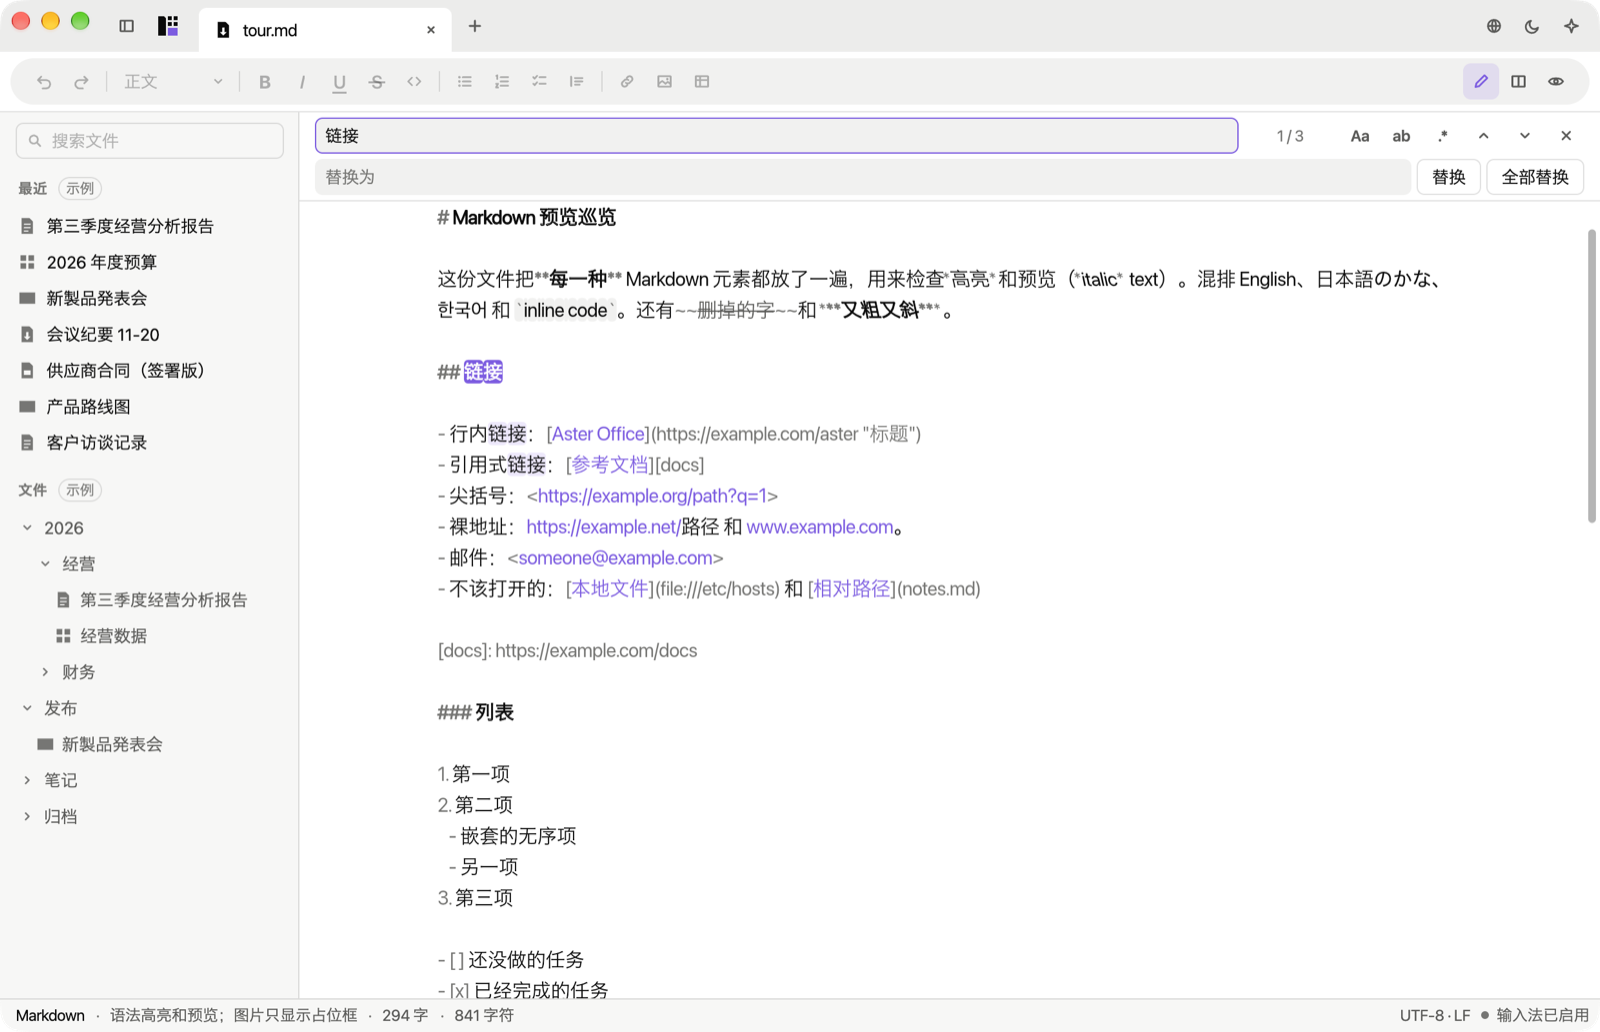 tour.md
正文
B I U S
搜索文件
最近 示例
第三季度经营分析报告
2026 年度预算
新製品発表会
会议纪要 11-20
供应商合同（签署版）
产品路线图
客户访谈记录
文件 示例
2026
经营
第三季度经营分析报告
经营数据
财务
发布
新製品発表会
笔记
归档
链接
1/3
Aa ab .*
替换为
替换 全部替换
# Markdown 预览巡览
这份文件把**每一种** Markdown 元素都放了一遍，用来检查*高亮* 和预览（*italic* text）。混排 English、日本語のかな、
한국어 和 `inline code`。还有~~删掉的字~~和 ***又粗又斜***。
## 链接
- 行内链接：[Aster Office](https://example.com/aster "标题")
- 引用式链接：[参考文档][docs]
- 尖括号：<https://example.org/path?q=1>
- 裸地址：https://example.net/路径 和 www.example.com。
- 邮件：<someone@example.com>
- 不该打开的：[本地文件](file:///etc/hosts) 和 [相对路径](notes.md)
[docs]: https://example.com/docs
### 列表
1. 第一项
2. 第二项
- 嵌套的无序项
- 另一项
3. 第三项
- [ ] 还没做的任务
- [x] 已经完成的任务
Markdown · 语法高亮和预览；图片只显示占位框 · 294 字 · 841 字符
UTF-8 · LF ● 输入法已启用